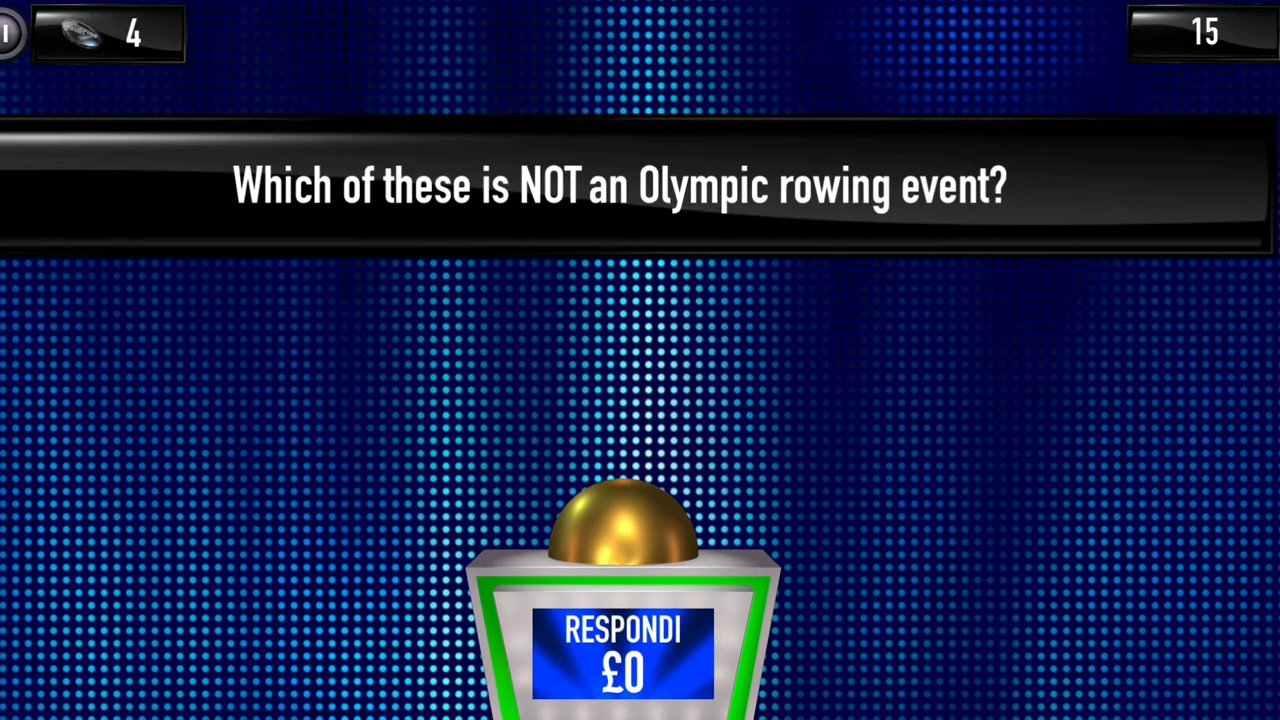 I
4
15
Which of these is NOT an Olympic rowing event?
RESPONDI
£0